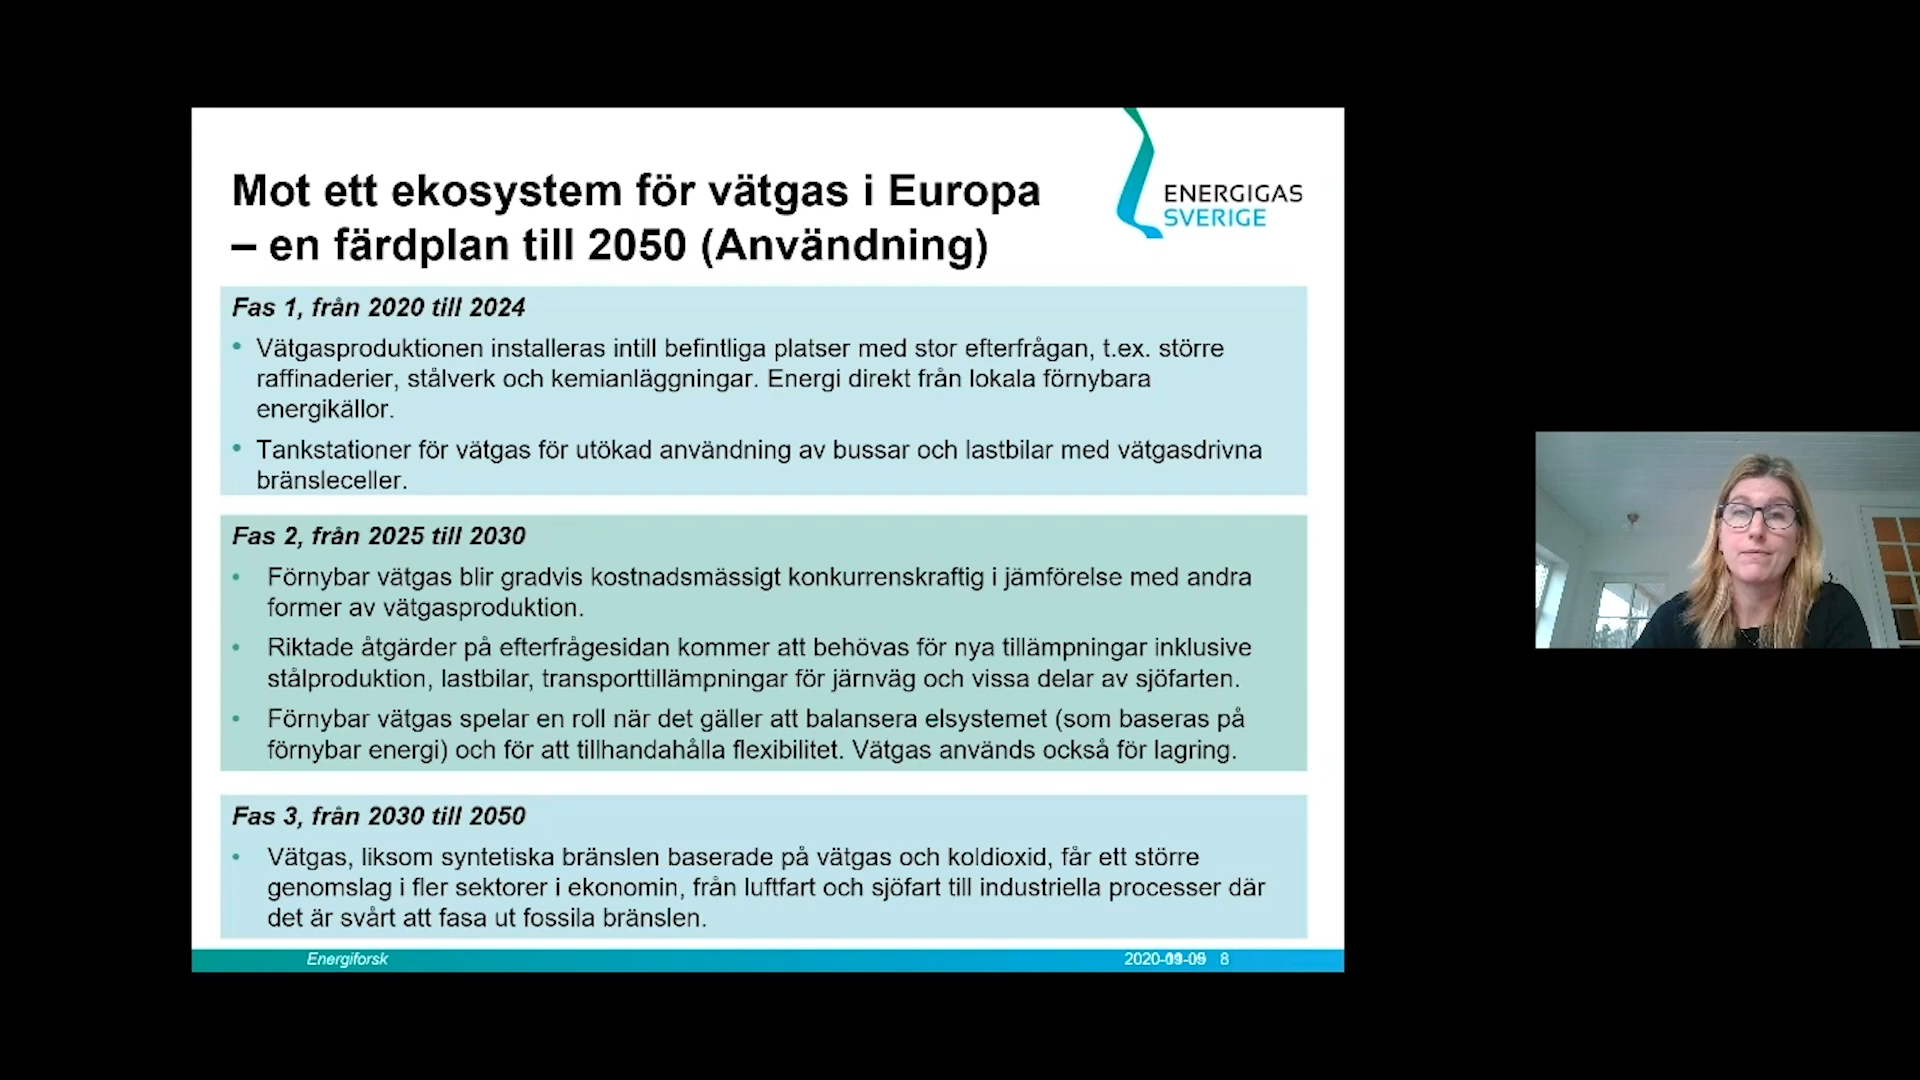 Mot ett ekosystem för vätgas i Europa
– en färdplan till 2050 (Användning)
ENERGIGAS
SVERIGE
Fas 1, från 2020 till 2024
• Vätgasproduktionen installeras intill befintliga platser med stor efterfrågan, t.ex. större
raffinaderier, stålverk och kemianläggningar. Energi direkt från lokala förnybara
energikällor.
• Tankstationer för vätgas för utökad användning av bussar och lastbilar med vätgasdrivna
bränsleceller.
Fas 2, från 2025 till 2030
• Förnybar vätgas blir gradvis kostnadsmässigt konkurrenskraftig i jämförelse med andra
former av vätgasproduktion.
• Riktade åtgärder på efterfrågesidan kommer att behövas för nya tillämpningar inklusive
stålproduktion, lastbilar, transporttillämpningar för järnväg och vissa delar av sjöfarten.
• Förnybar vätgas spelar en roll när det gäller att balansera elsystemet (som baseras på
förnybar energi) och för att tillhandahålla flexibilitet. Vätgas används också för lagring.
Fas 3, från 2030 till 2050
• Vätgas, liksom syntetiska bränslen baserade på vätgas och koldioxid, får ett större
genomslag i fler sektorer i ekonomin, från luftfart och sjöfart till industriella processer där
det är svårt att fasa ut fossila bränslen.
Energiforsk
8